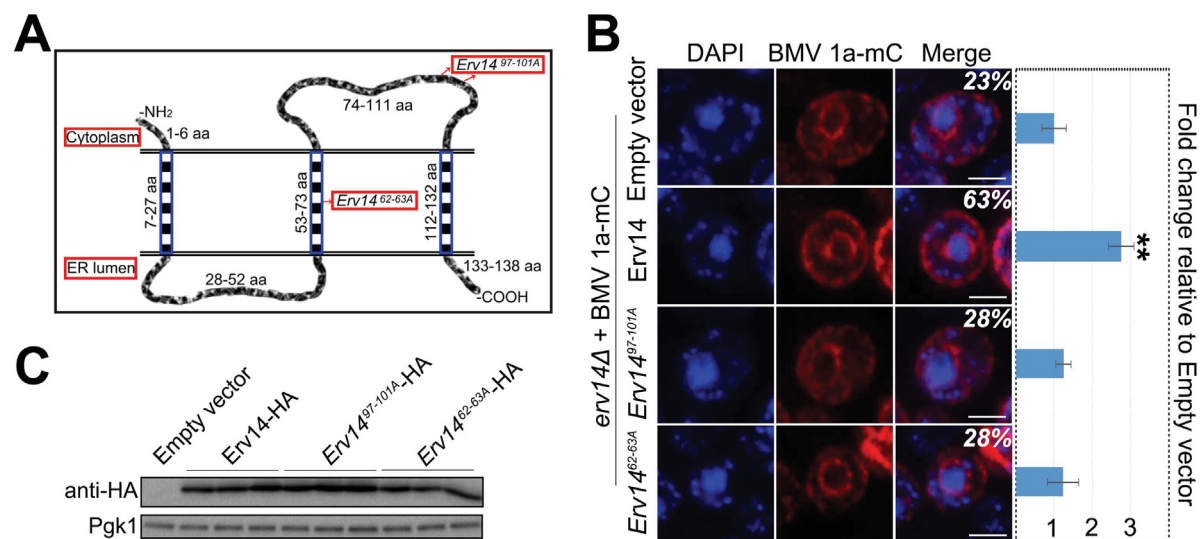 A
Erv14 97-101A
-NH₂
74-111 aa
Cytoplasm
1-6 aa
7-27 aa
53-73 aa
Erv14 62-63A
112-132 aa
ER lumen
28-52 aa
133-138 aa
-COOH
B
DAPI BMV 1a-mC Merge
erv14Δ + BMV 1a-mC
Empty vector
23%
Erv14
63%
Erv14 97-101A
28%
Erv14 62-63A
28%
**
1 2 3
Fold change relative to Empty vector
C
Empty vector
Erv14-HA
Erv14 97-101A-HA
Erv14 62-63A-HA
anti-HA
Pgk1